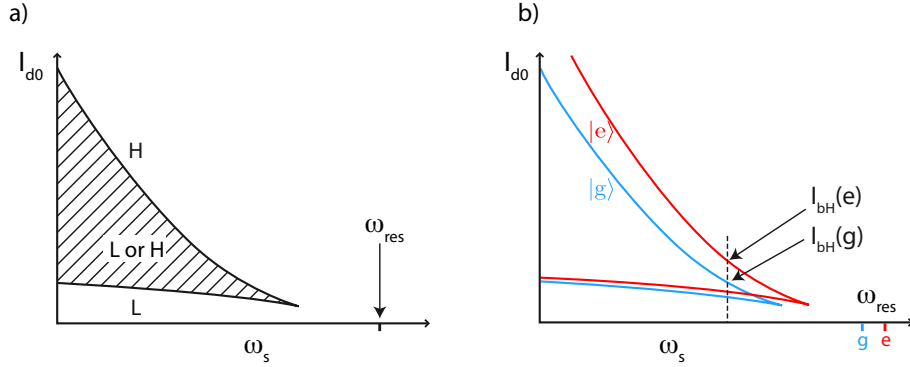 a)
I_d0
H
L or H
L
ω_res
ω_s
b)
I_d0
|e⟩
|g⟩
I_bH(e)
I_bH(g)
ω_res
ω_s
g e